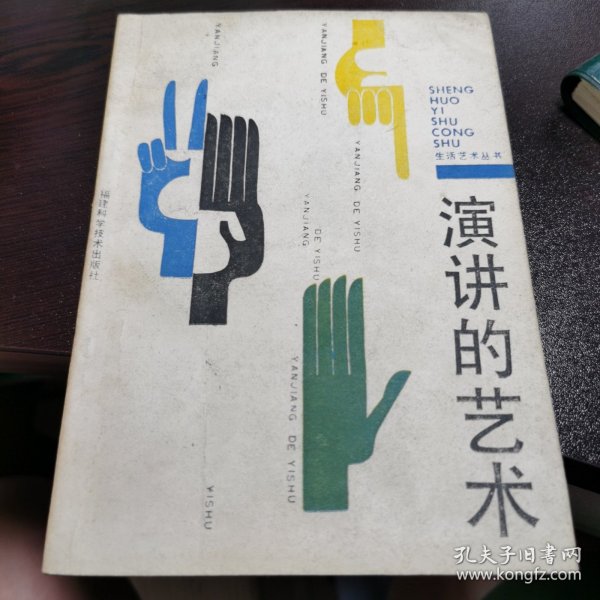 SHENG
HUO
YI
SHU
CONG
SHU
生活艺术丛书
演讲的艺术
福建科学技术出版社
YANJIANG
YANJIANG DE YISHU
YANJIANG DE YISHU
YANJIANG
DE YISHU
YANJIANG DE YISHU
YISHU
孔夫子旧书网
www.kongfz.com